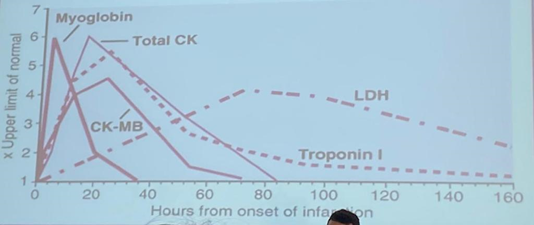 7
Myoglobin
6
Total CK
5
4
LDH
3
CK-MB
2
Troponin I
1
0 20 40 60 80 100 120 140 160
x Upper limit of normal
Hours from onset of infarction